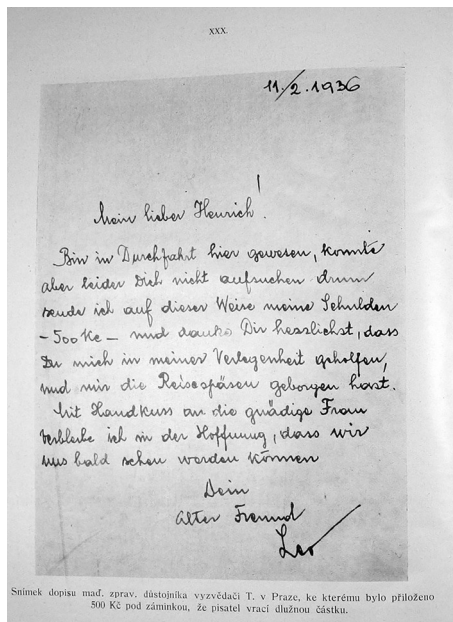 XXX.
11./2. 1936
Mein lieber Henrich!
Bin in Durchfahrt hier gewesen, konnte
aber leider Dich nicht aufsuchen drum
sende ich auf dieser Weise meine Schulden
- 500 Kc - und danke Dir herzlichst, dass
Du mich in meiner Verlegenheit geholfen,
und mir die Reisespäsen geborgen hast.
Mit Handkuss an die gnädige Frau
verbleibe ich in der Hoffnung, dass wir
uns bald sehen werden können
Dein
alter Freund
Leo
Snímek dopisu maď. zprav. důstojníka vyzvědači T. v Praze, ke kterému bylo přiloženo
500 Kč pod záminkou, že pisatel vrací dlužnou částku.